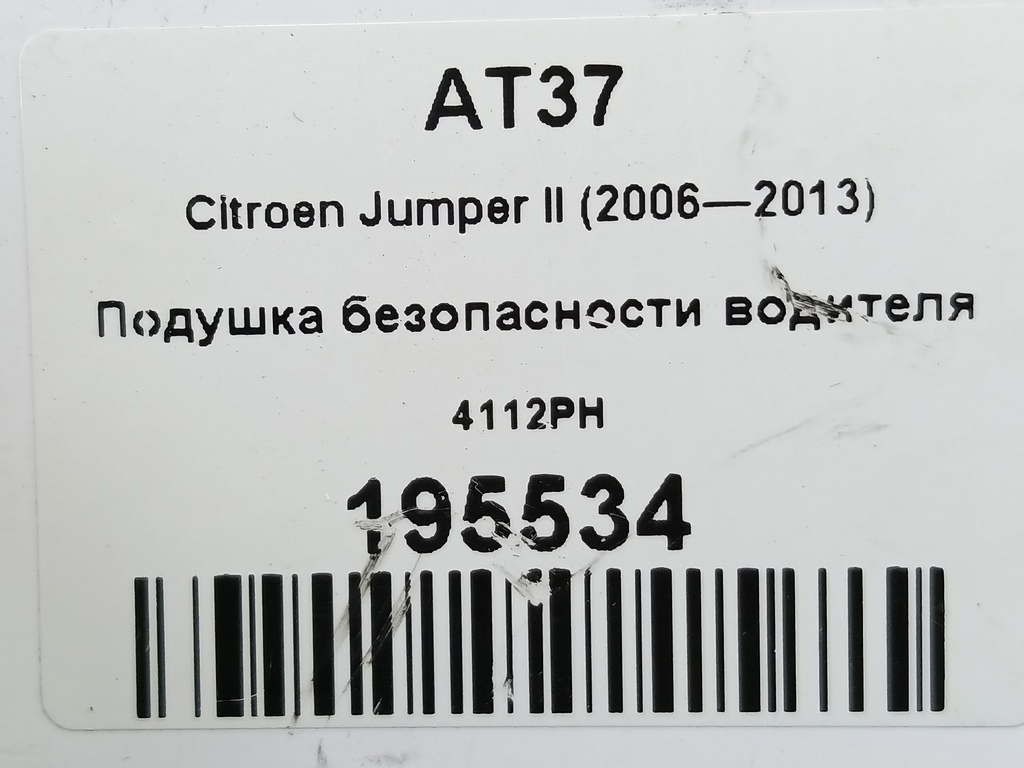 AT37
Citroen Jumper II (2006—2013)
Подушка безопасности водителя
4112PH
195534